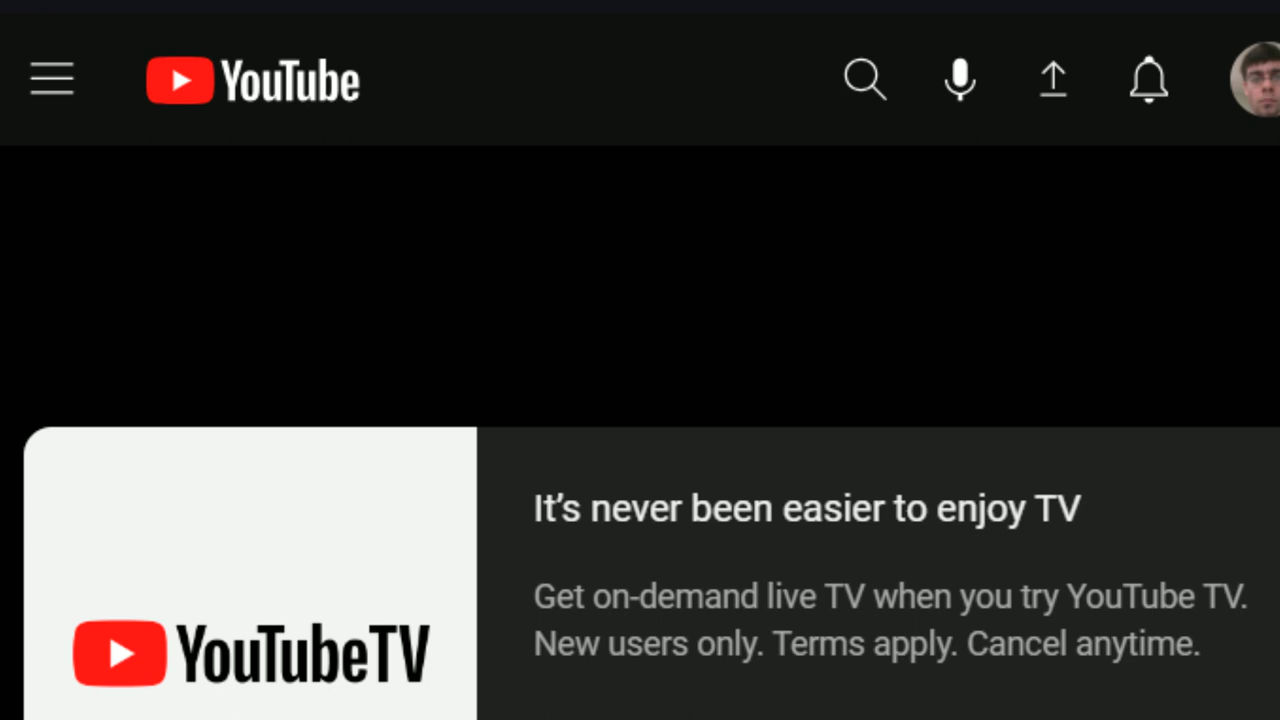 YouTube
It’s never been easier to enjoy TV
Get on-demand live TV when you try YouTube TV.
New users only. Terms apply. Cancel anytime.
YouTubeTV